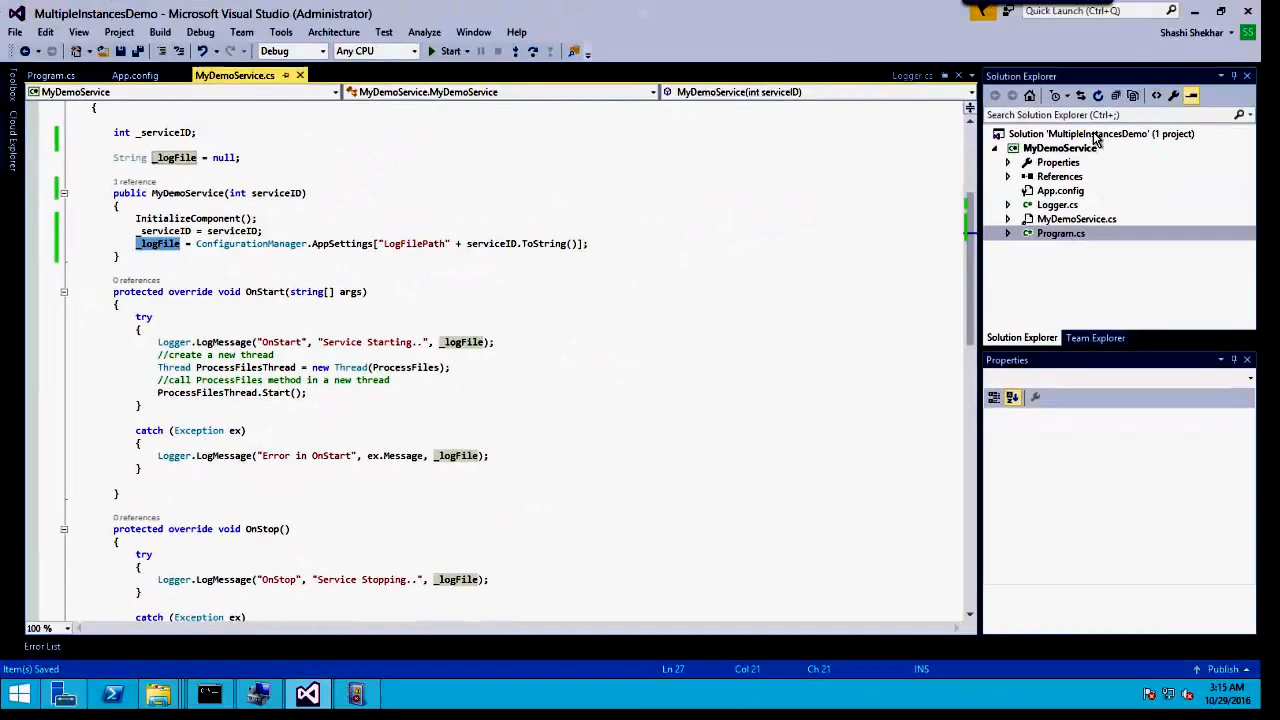 MultipleInstancesDemo - Microsoft Visual Studio (Administrator)
Quick Launch (Ctrl+Q)
File Edit View Project Build Debug Team Tools Architecture Test Analyze Window Help
Shashi Shekhar SS
Debug Any CPU Start
Program.cs App.config MyDemoService.cs Logger.cs
MyDemoService MyDemoService.MyDemoService MyDemoService(int serviceID)
Toolbox
Cloud Explorer
{
int _serviceID;
String _logFile = null;
1 reference
public MyDemoService(int serviceID)
{
InitializeComponent();
_serviceID = serviceID;
_logFile = ConfigurationManager.AppSettings["LogFilePath" + serviceID.ToString()];
}
0 references
protected override void OnStart(string[] args)
{
try
{
Logger.LogMessage("OnStart", "Service Starting..", _logFile);
//create a new thread
Thread ProcessFilesThread = new Thread(ProcessFiles);
//call ProcessFiles method in a new thread
ProcessFilesThread.Start();
}
catch (Exception ex)
{
Logger.LogMessage("Error in OnStart", ex.Message, _logFile);
}
}
0 references
protected override void OnStop()
{
try
{
Logger.LogMessage("OnStop", "Service Stopping..", _logFile);
}
catch (Exception ex)
100 %
Solution Explorer
Search Solution Explorer (Ctrl+;)
Solution 'MultipleInstancesDemo' (1 project)
MyDemoService
Properties
References
App.config
Logger.cs
MyDemoService.cs
Program.cs
Solution Explorer Team Explorer
Properties
Error List
Item(s) Saved Ln 27 Col 21 Ch 21 INS Publish
3:15 AM
10/29/2016